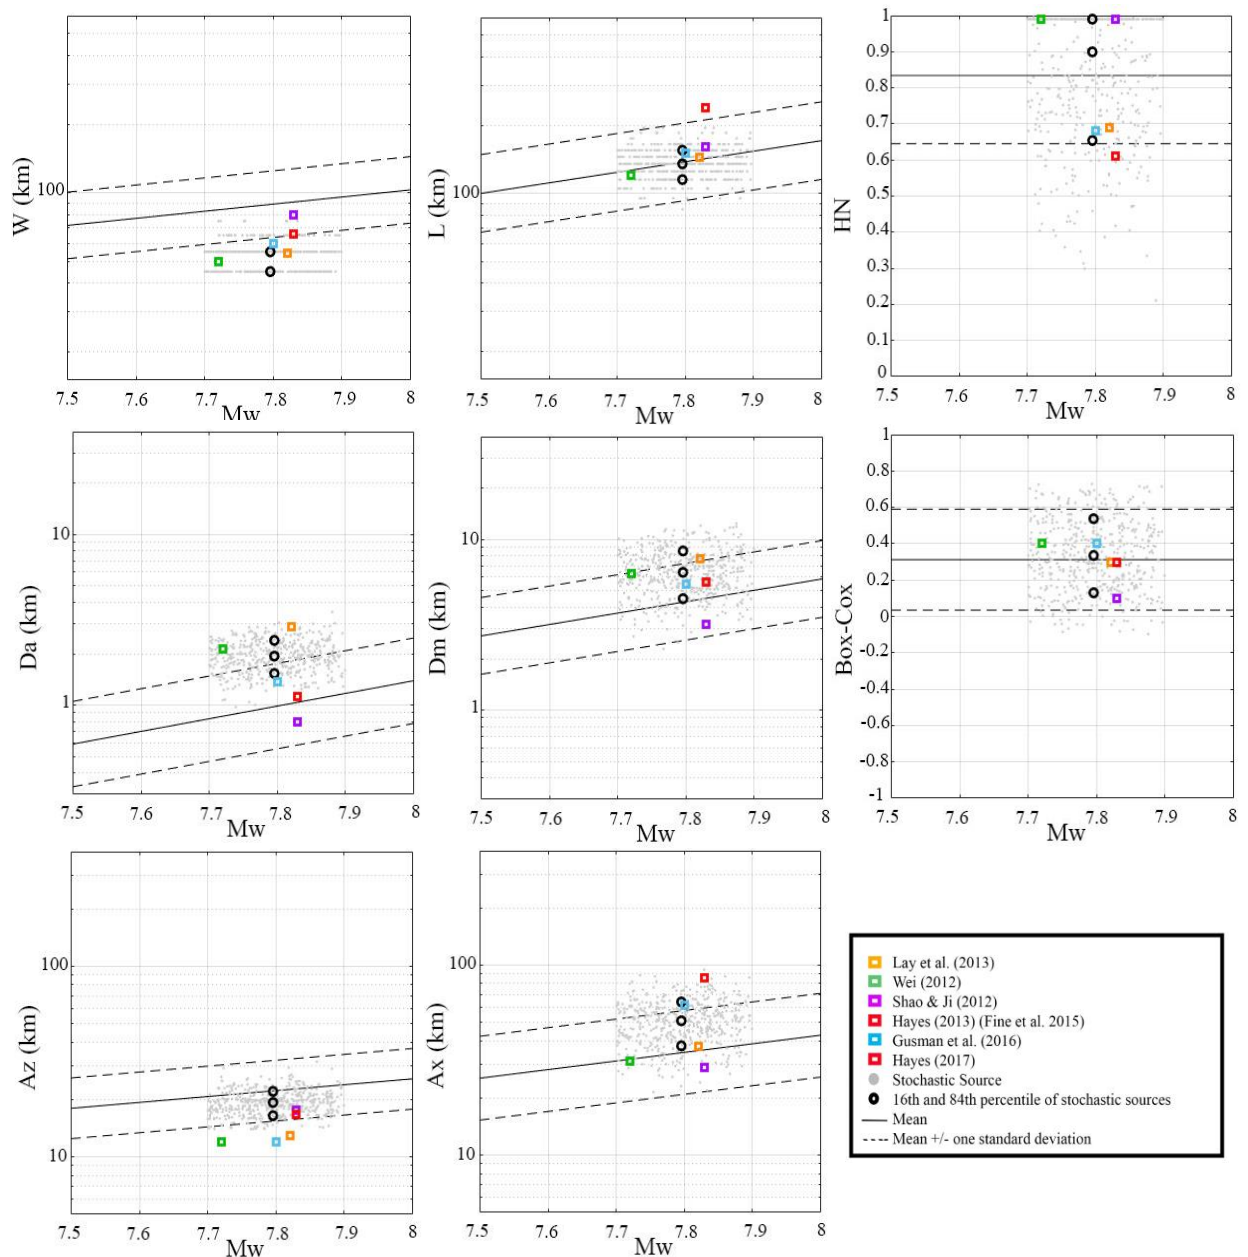 W (km)
100
7.5 7.6 7.7 7.8 7.9 8
Mw
L (km)
100
7.5 7.6 7.7 7.8 7.9 8
Mw
HN
1
0.9
0.8
0.7
0.6
0.5
0.4
0.3
0.2
0.1
0
7.5 7.6 7.7 7.8 7.9 8
Mw
Da (km)
10
1
7.5 7.6 7.7 7.8 7.9 8
Mw
Dm (km)
10
1
7.5 7.6 7.7 7.8 7.9 8
Mw
Box-Cox
1
0.8
0.6
0.4
0.2
0
-0.2
-0.4
-0.6
-0.8
-1
7.5 7.6 7.7 7.8 7.9 8
Mw
Az (km)
100
10
7.5 7.6 7.7 7.8 7.9 8
Mw
Ax (km)
100
10
7.5 7.6 7.7 7.8 7.9 8
Mw
Lay et al. (2013)
Wei (2012)
Shao & Ji (2012)
Hayes (2013) (Fine et al. 2015)
Gusman et al. (2016)
Hayes (2017)
Stochastic Source
16th and 84th percentile of stochastic sources
Mean
Mean +/- one standard deviation